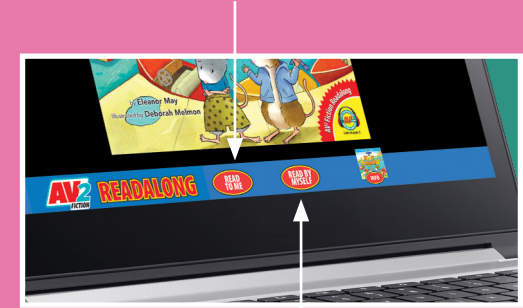 by Eleanor May
Illustrated by Deborah Melmon
AV² Fiction Readalong
AV2
FICTION
READALONG
READ
TO ME
READ BY
MYSELF
INFO